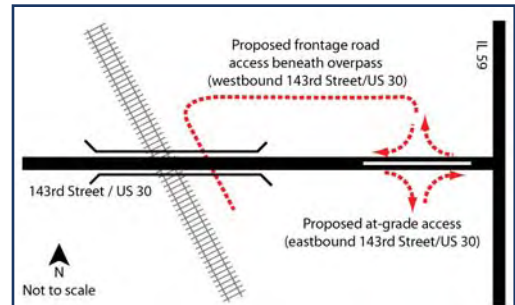 Proposed frontage road
access beneath overpass
(westbound 143rd Street/US 30)
IL 59
143rd Street / US 30
Proposed at-grade access
(eastbound 143rd Street/US 30)
N
Not to scale